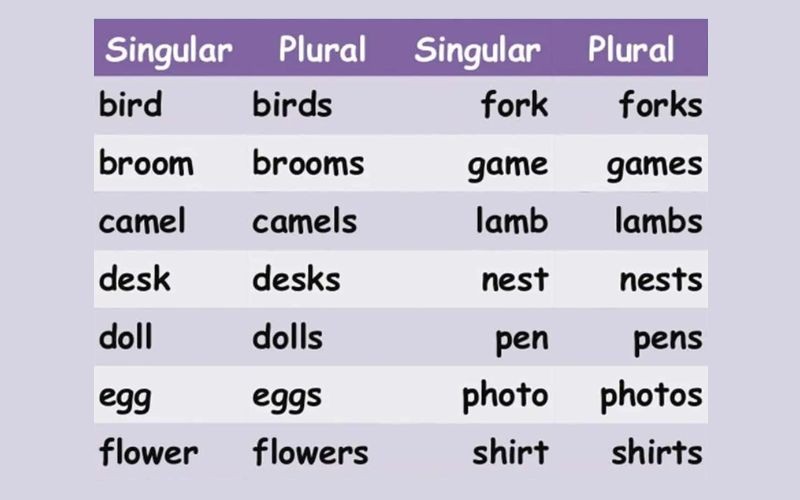 Singular Plural Singular Plural
bird birds fork forks
broom brooms game games
camel camels lamb lambs
desk desks nest nests
doll dolls pen pens
egg eggs photo photos
flower flowers shirt shirts